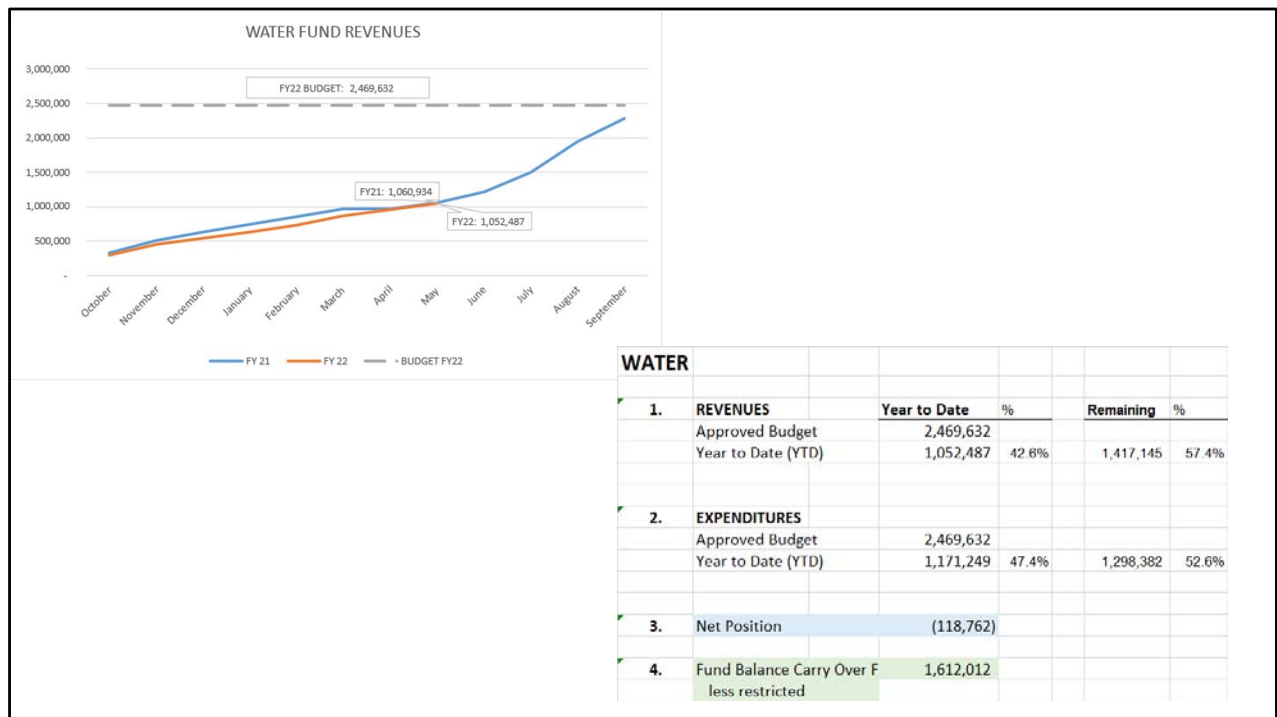 WATER FUND REVENUES
3,000,000
2,500,000
2,000,000
1,500,000
1,000,000
500,000
-
FY22 BUDGET: 2,469,632
FY21: 1,060,934
FY22: 1,052,487
October
November
December
January
February
March
April
May
June
July
August
September
FY 21 FY 22 BUDGET FY22
WATER
1. REVENUES Year to Date % Remaining %
Approved Budget 2,469,632
Year to Date (YTD) 1,052,487 42.6% 1,417,145 57.4%
2. EXPENDITURES
Approved Budget 2,469,632
Year to Date (YTD) 1,171,249 47.4% 1,298,382 52.6%
3. Net Position (118,762)
4. Fund Balance Carry Over F 1,612,012
less restricted